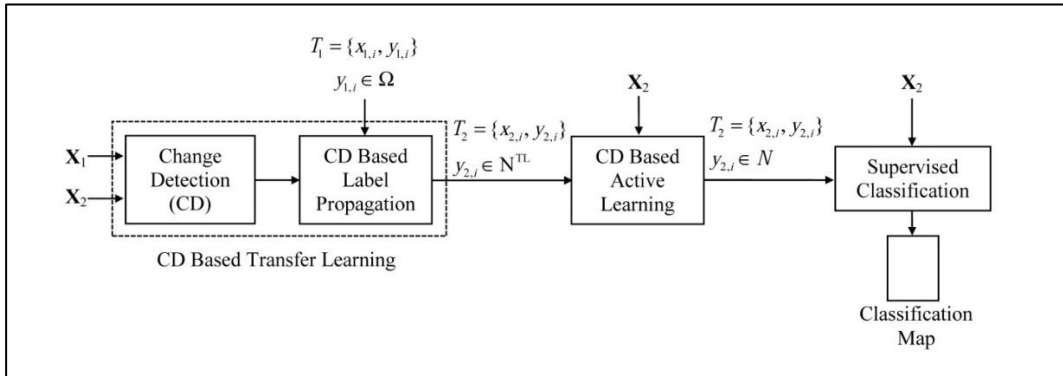 T₁ = {x₁,ᵢ, y₁,ᵢ}
y₁,ᵢ ∈ Ω
X₁
X₂
Change
Detection
(CD)
CD Based
Label
Propagation
CD Based Transfer Learning
T₂ = {x₂,ᵢ, y₂,ᵢ}
y₂,ᵢ ∈ Nᵀᴸ
X₂
CD Based
Active
Learning
T₂ = {x₂,ᵢ, y₂,ᵢ}
y₂,ᵢ ∈ N
X₂
Supervised
Classification
Classification
Map